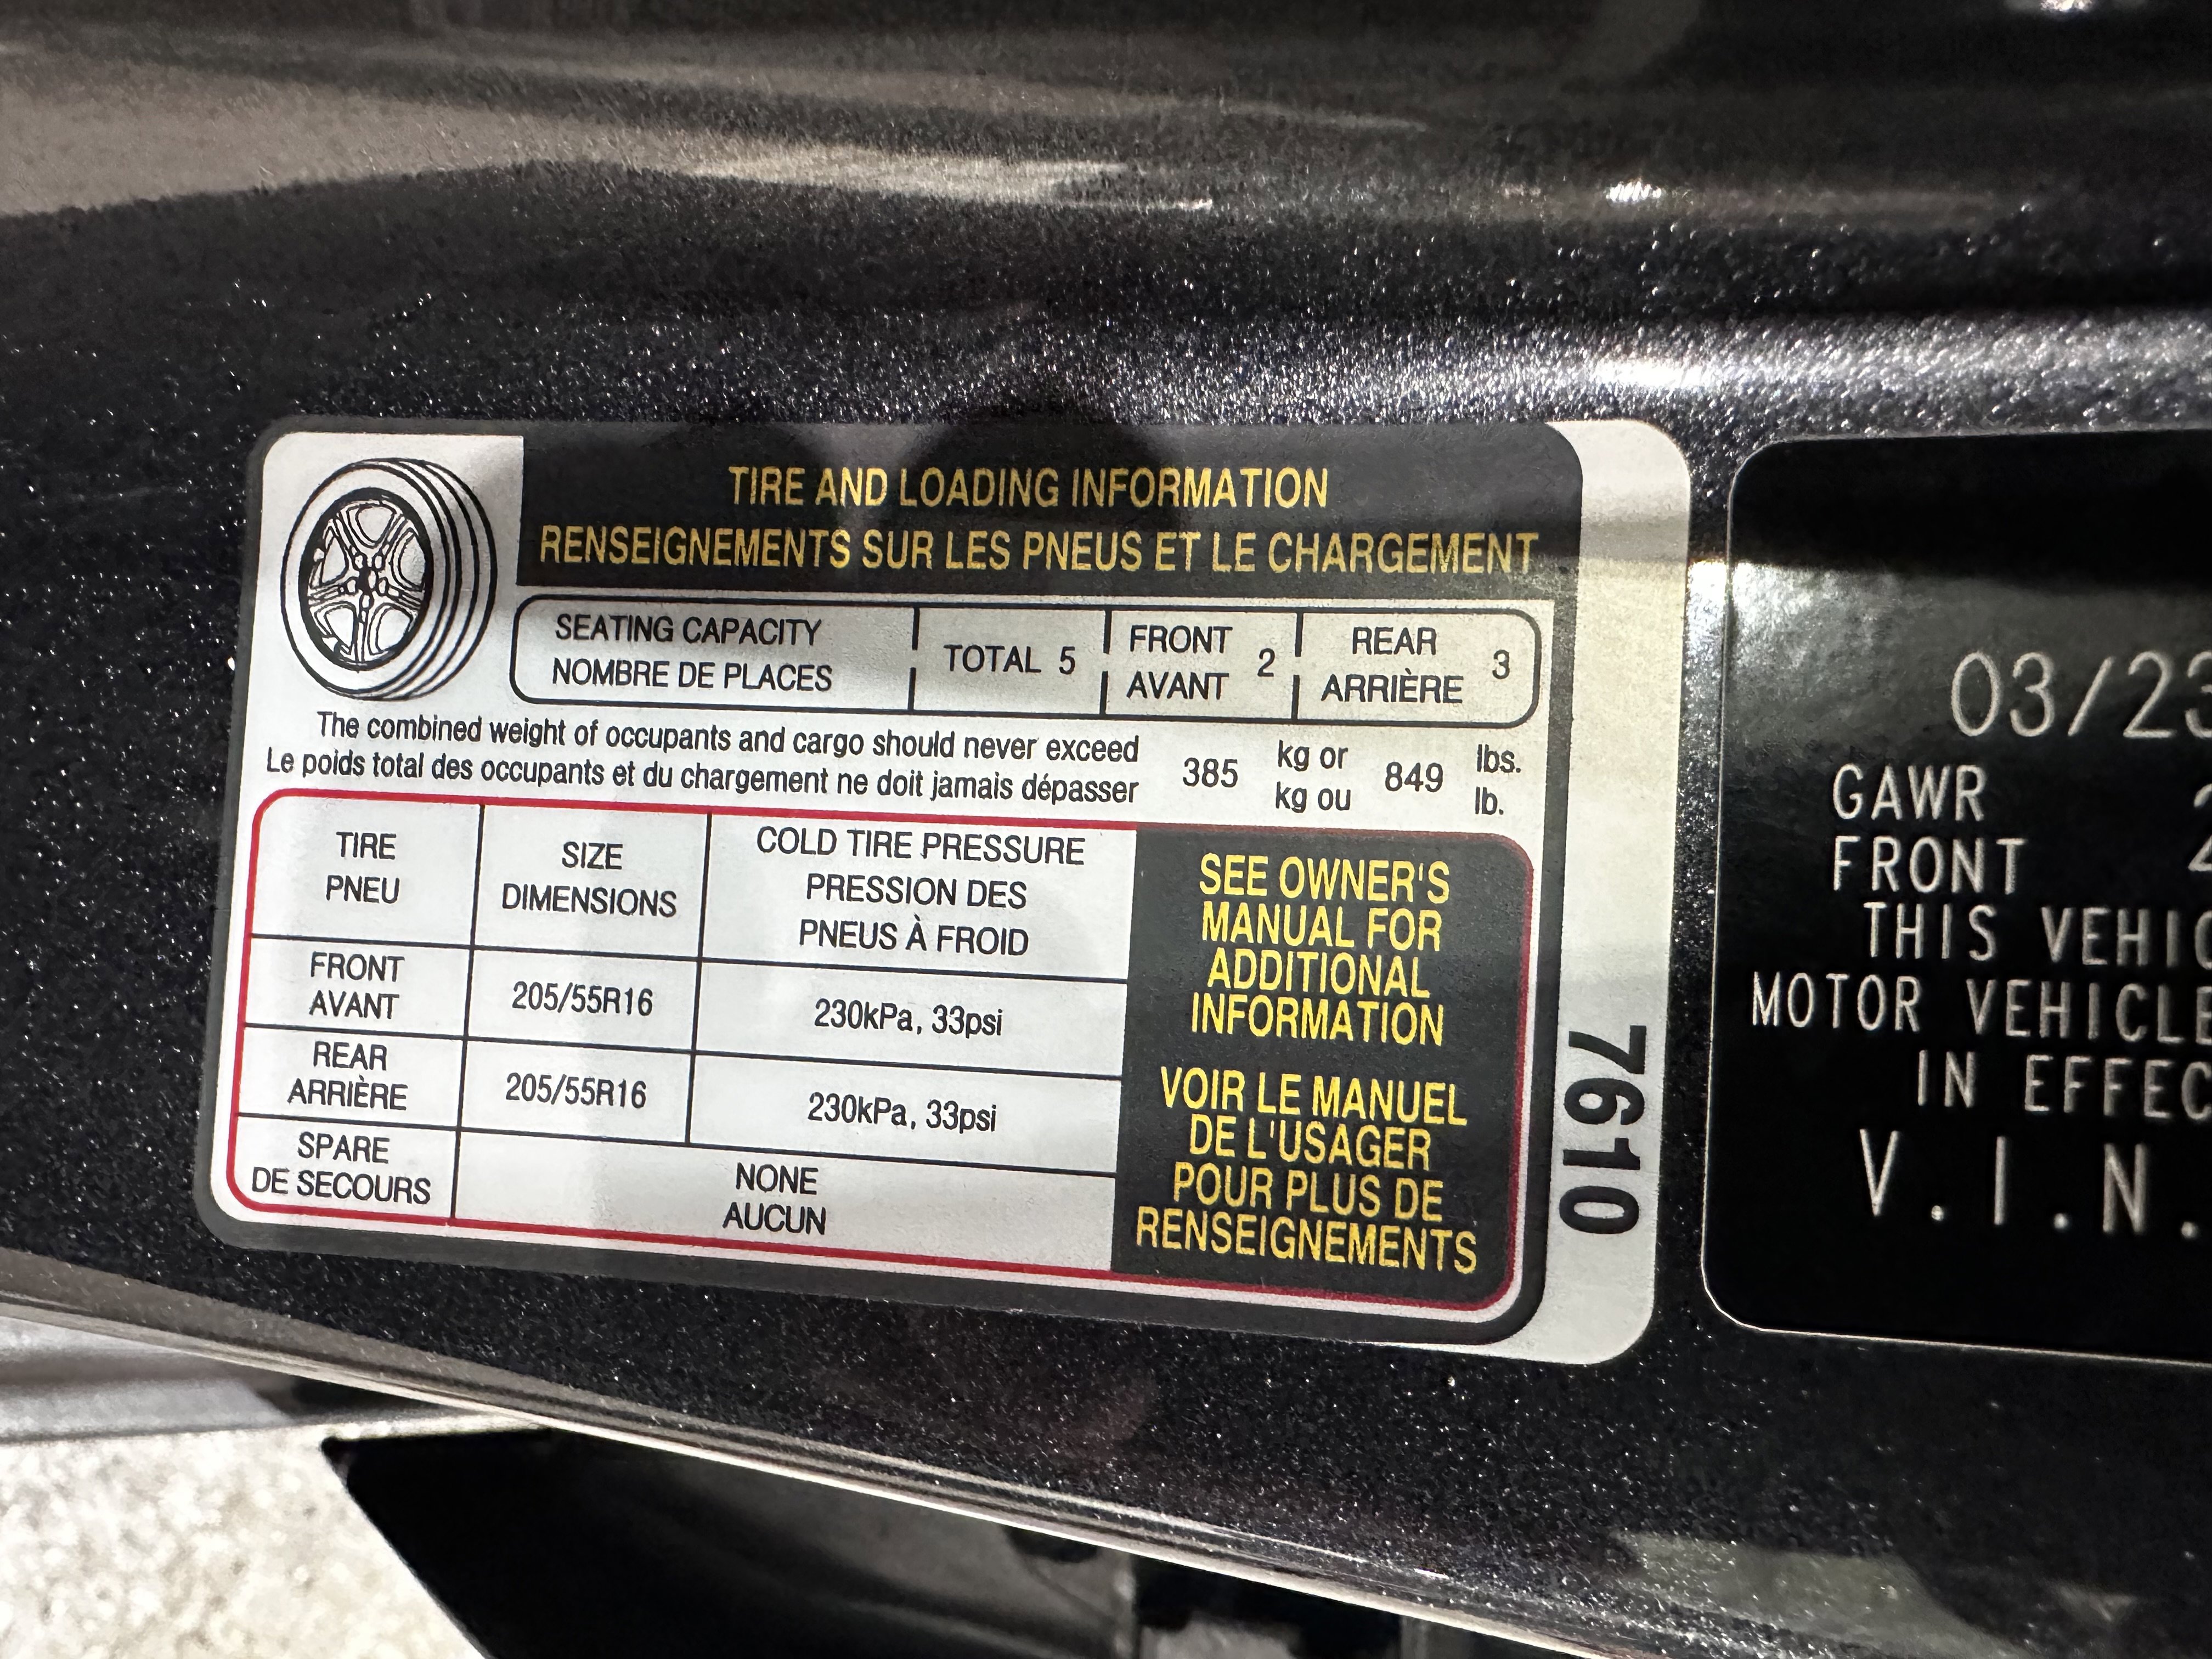 TIRE AND LOADING INFORMATION
RENSEIGNEMENTS SUR LES PNEUS ET LE CHARGEMENT
SEATING CAPACITY
NOMBRE DE PLACES
TOTAL 5
FRONT
AVANT
2
REAR
ARRIÈRE
3
The combined weight of occupants and cargo should never exceed
Le poids total des occupants et du chargement ne doit jamais dépasser
385
kg or
kg ou
849
lbs.
lb.
TIRE
PNEU
SIZE
DIMENSIONS
COLD TIRE PRESSURE
PRESSION DES
PNEUS À FROID
FRONT
AVANT
205/55R16
230kPa, 33psi
REAR
ARRIÈRE
205/55R16
230kPa, 33psi
SPARE
DE SECOURS
NONE
AUCUN
SEE OWNER'S
MANUAL FOR
ADDITIONAL
INFORMATION
VOIR LE MANUEL
DE L'USAGER
POUR PLUS DE
RENSEIGNEMENTS
7610
03/23
GAWR
FRONT
THIS
MOTOR
IN
V.I.N.